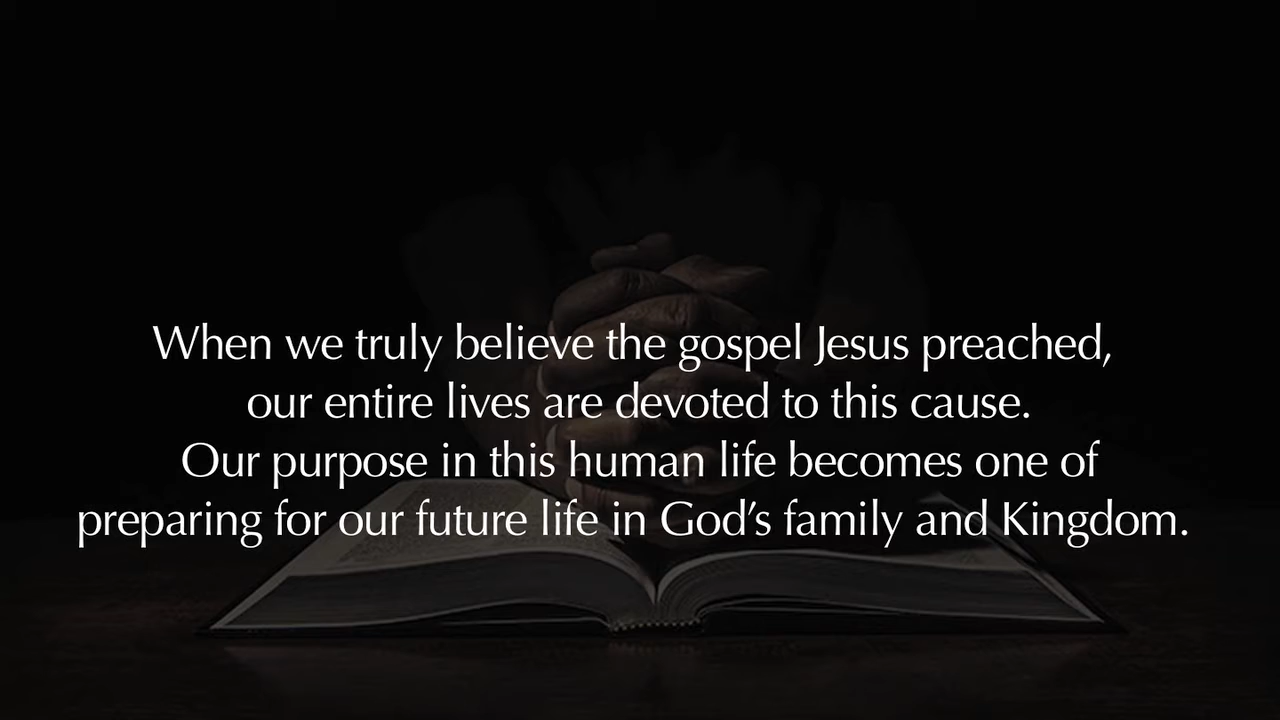 When we truly believe the gospel Jesus preached,
our entire lives are devoted to this cause.
Our purpose in this human life becomes one of
preparing for our future life in God’s family and Kingdom.